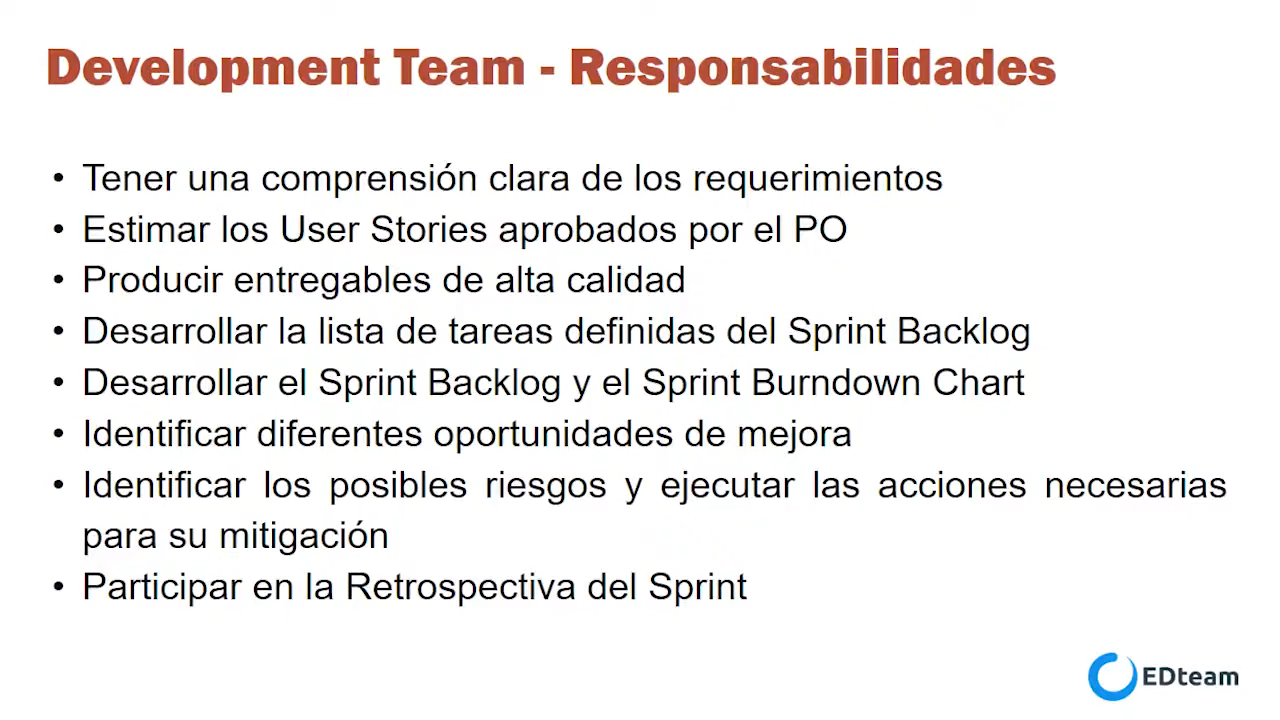 Development Team - Responsabilidades
• Tener una comprensión clara de los requerimientos
• Estimar los User Stories aprobados por el PO
• Producir entregables de alta calidad
• Desarrollar la lista de tareas definidas del Sprint Backlog
• Desarrollar el Sprint Backlog y el Sprint Burndown Chart
• Identificar diferentes oportunidades de mejora
• Identificar los posibles riesgos y ejecutar las acciones necesarias
para su mitigación
• Participar en la Retrospectiva del Sprint
EDteam